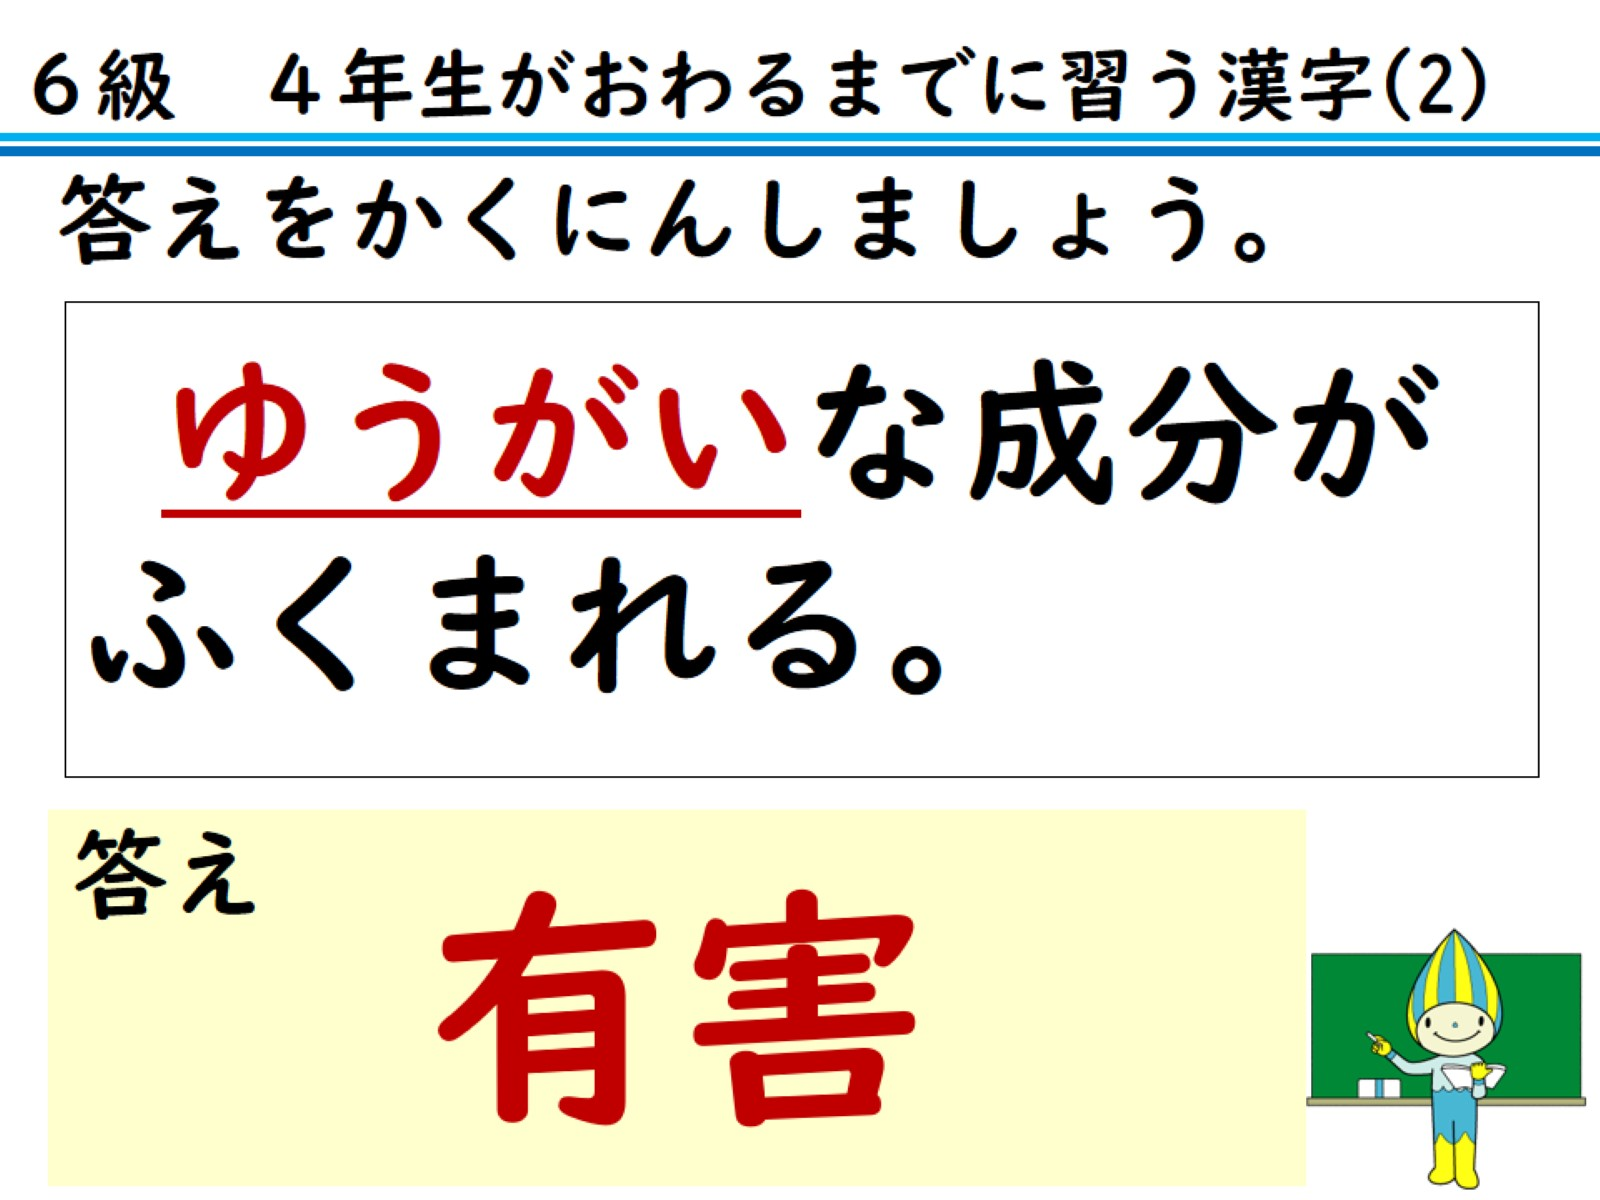 ６級　４年生がおわるまでに習う漢字(2)
答えをかくにんしましょう。
ゆうがいな成分が
ふくまれる。
答え
有害